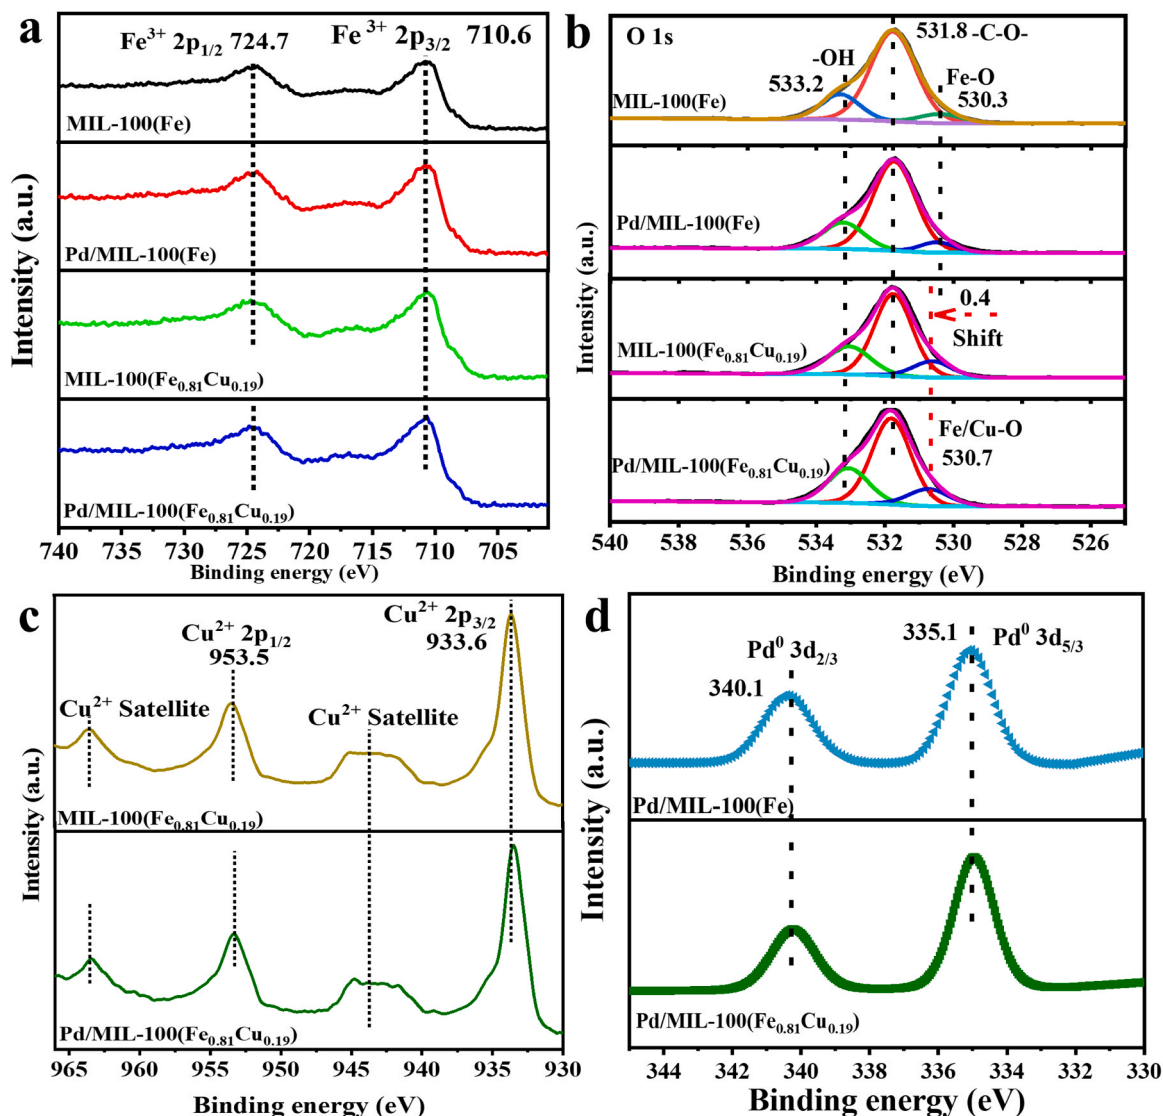 a
Fe³⁺ 2p₁/₂ 724.7
Fe³⁺ 2p₃/₂ 710.6
MIL-100(Fe)
Pd/MIL-100(Fe)
MIL-100(Fe₀.₈₁Cu₀.₁₉)
Pd/MIL-100(Fe₀.₈₁Cu₀.₁₉)
Intensity (a.u.)
740 735 730 725 720 715 710 705
Binding energy (eV)
b
O 1s
531.8 -C-O-
-OH
533.2
Fe-O
530.3
MIL-100(Fe)
Pd/MIL-100(Fe)
0.4
Shift
MIL-100(Fe₀.₈₁Cu₀.₁₉)
Fe/Cu-O
530.7
Pd/MIL-100(Fe₀.₈₁Cu₀.₁₉)
Intensity (a.u.)
540 538 536 534 532 530 528 526
Binding energy (eV)
c
Cu²⁺ 2p₃/₂
933.6
Cu²⁺ 2p₁/₂
953.5
Cu²⁺ Satellite
Cu²⁺ Satellite
MIL-100(Fe₀.₈₁Cu₀.₁₉)
Pd/MIL-100(Fe₀.₈₁Cu₀.₁₉)
Intensity (a.u.)
965 960 955 950 945 940 935 930
Binding energy (eV)
d
335.1
Pd⁰ 3d₅/₃
Pd⁰ 3d₂/₃
340.1
Pd/MIL-100(Fe)
Pd/MIL-100(Fe₀.₈₁Cu₀.₁₉)
Intensity (a.u.)
344 342 340 338 336 334 332 330
Binding energy (eV)